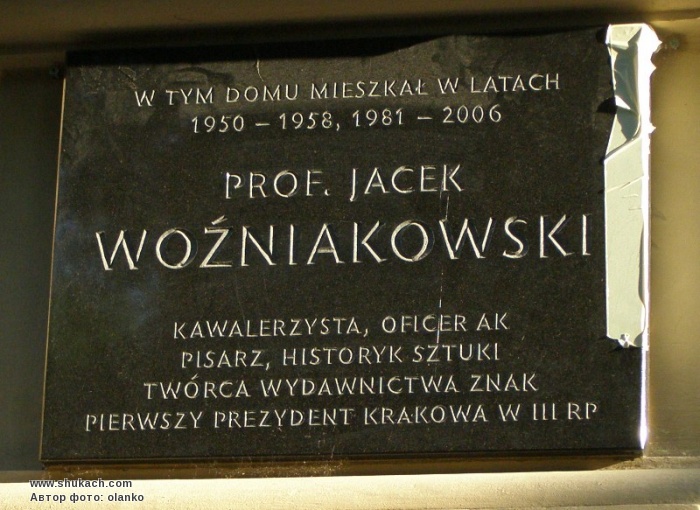 W TYM DOMU MIESZKAŁ W LATACH
1950 – 1958, 1981 – 2006
PROF. JACEK
WOŹNIAKOWSKI
KAWALERZYSTA, OFICER AK
PISARZ, HISTORYK SZTUKI
TWÓRCA WYDAWNICTWA ZNAK
PIERWSZY PREZYDENT KRAKOWA W III RP
www.shukach.com
Автор фото: olanko